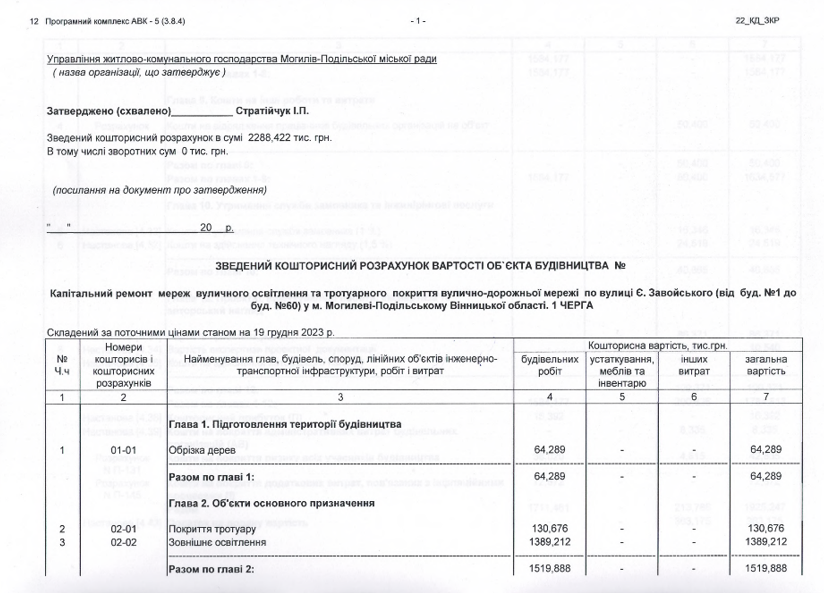 12 Програмний комплекс АВК - 5 (3.8.4) - 1 - 22_КД_ЗКР
Управління житлово-комунального господарства Могилів-Подільської міської ради
( назва організації, що затверджує )
Затверджено (схвалено)____________ Стратійчук І.П.
Зведений кошторисний розрахунок в сумі 2288,422 тис. грн.
В тому числі зворотних сум 0 тис. грн.
(посилання на документ про затвердження)
"___"________________________20__р.
ЗВЕДЕНИЙ КОШТОРИСНИЙ РОЗРАХУНОК ВАРТОСТІ ОБ`ЄКТА БУДІВНИЦТВА №
Капітальний ремонт мереж вуличного освітлення та тротуарного покриття вулично-дорожньої мережі по вулиці Є. Завойського (від буд. №1 до
буд. №60) у м. Могилеві-Подільському Вінницької області. 1 ЧЕРГА
Складений за поточними цінами станом на 19 грудня 2023 р.
№ Ч.ч
Номери кошторисів і кошторисних розрахунків
Найменування глав, будівель, споруд, лінійних об'єктів інженерно-
транспортної інфраструктури, робіт і витрат
Кошторисна вартість, тис.грн.
будівельних робіт
устаткування, меблів та інвентарю
інших витрат
загальна вартість
1 2 3 4 5 6 7
Глава 1. Підготовлення території будівництва
1 01-01 Обрізка дерев 64,289 - - 64,289
Разом по главі 1: 64,289 - - 64,289
Глава 2. Об'єкти основного призначення
2 02-01 Покриття тротуару 130,676 - - 130,676
3 02-02 Зовнішнє освітлення 1389,212 - - 1389,212
Разом по главі 2: 1519,888 - - 1519,888